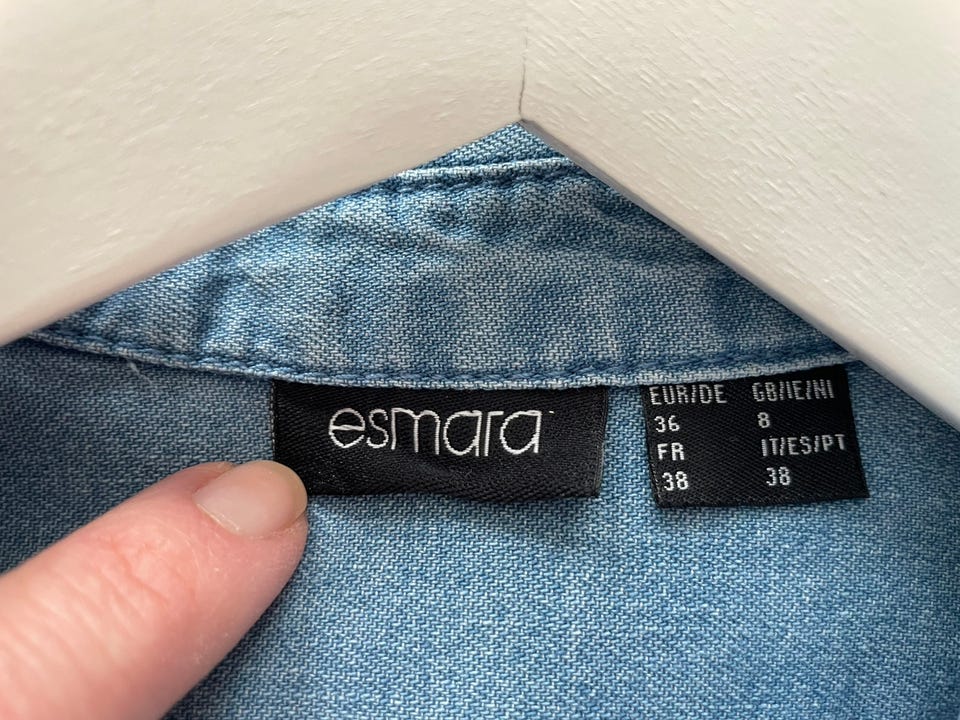 esmara
EUR/DE GB/IE/NI
36 8
FR IT/ES/PT
38 38